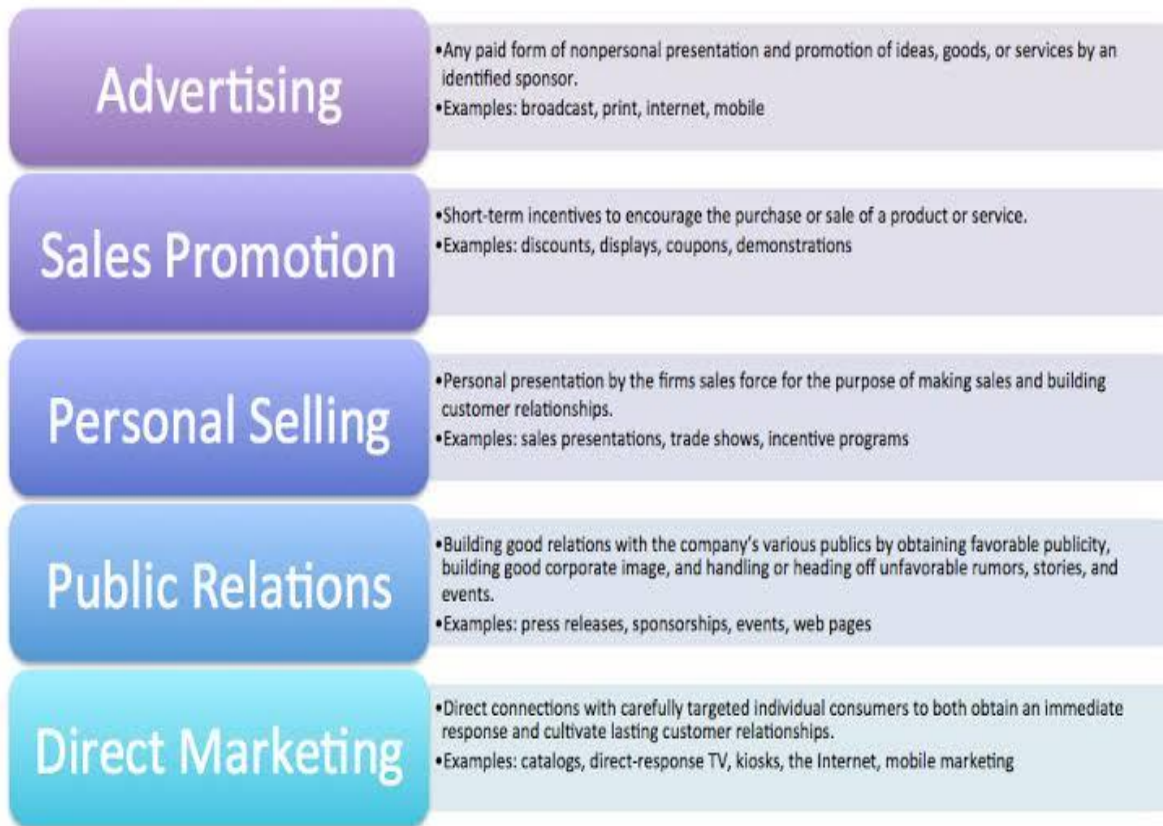 Advertising
•Any paid form of nonpersonal presentation and promotion of ideas, goods, or services by an
identified sponsor.
•Examples: broadcast, print, internet, mobile
Sales Promotion
•Short-term incentives to encourage the purchase or sale of a product or service.
•Examples: discounts, displays, coupons, demonstrations
Personal Selling
•Personal presentation by the firms sales force for the purpose of making sales and building
customer relationships.
•Examples: sales presentations, trade shows, incentive programs
Public Relations
•Building good relations with the company's various publics by obtaining favorable publicity,
building good corporate image, and handling or heading off unfavorable rumors, stories, and
events.
•Examples: press releases, sponsorships, events, web pages
Direct Marketing
•Direct connections with carefully targeted individual consumers to both obtain an immediate
response and cultivate lasting customer relationships.
•Examples: catalogs, direct-response TV, kiosks, the Internet, mobile marketing